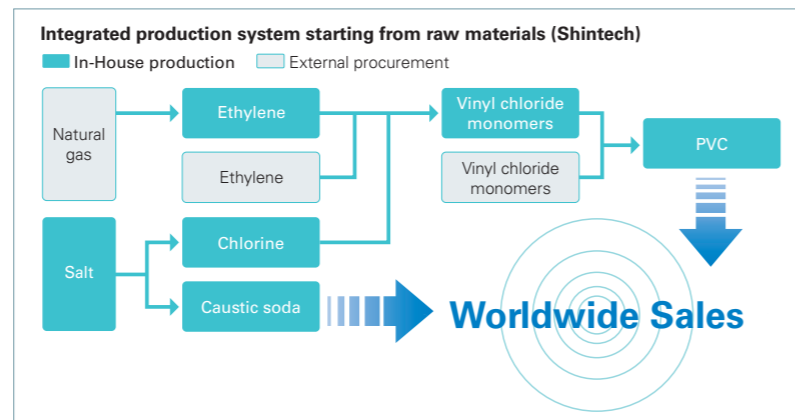 Integrated production system starting from raw materials (Shintech)
In-House production
External procurement
Natural
gas
Ethylene
Ethylene
Vinyl chloride
monomers
Vinyl chloride
monomers
PVC
Salt
Chlorine
Caustic soda
Worldwide Sales